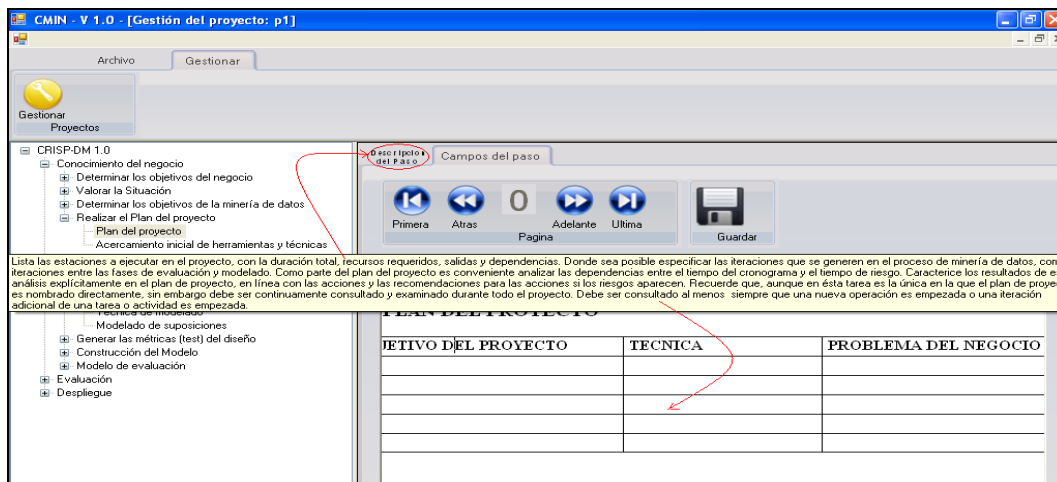 CMIN - V 1.0 - [Gestión del proyecto: p1]
Archivo Gestionar
Gestionar
Proyectos
CRISP-DM 1.0
Conocimiento del negocio
Determinar los objetivos del negocio
Valorar la Situación
Determinar los objetivos de la minería de datos
Realizar el Plan del proyecto
Plan del proyecto
Acercamiento inicial de herramientas y técnicas
Descripcion
del Paso
Campos del paso
0
Primera Atras Adelante Ultima
Pagina
Guardar
Lista las estaciones a ejecutar en el proyecto, con la duración total, recursos requeridos, salidas y dependencias. Donde sea posible especificar las iteraciones que se generen en el proceso de minería de datos, con
iteraciones entre las fases de evaluación y modelado. Como parte del plan del proyecto es conveniente analizar las dependencias entre el tiempo del cronograma y el tiempo de riesgo. Caracterice los resultados de e
análisis explícitamente en el plan de proyecto, en línea con las acciones y las recomendaciones para las acciones si los riesgos aparecen. Recuerde que, aunque en ésta tarea es la única en la que el plan de proye
es nombrado directamente, sin embargo debe ser continuamente consultado y examinado durante todo el proyecto. Debe ser consultado al menos siempre que una nueva operación es empezada o una iteración
adicional de una tarea o actividad es empezada.
Técnica de modelado
Modelado de suposiciones
Generar las métricas (test) del diseño
Construcción del Modelo
Modelo de evaluación
Evaluación
Despliegue
PLAN DEL PROYECTO
JETIVO DEL PROYECTO TECNICA PROBLEMA DEL NEGOCIO